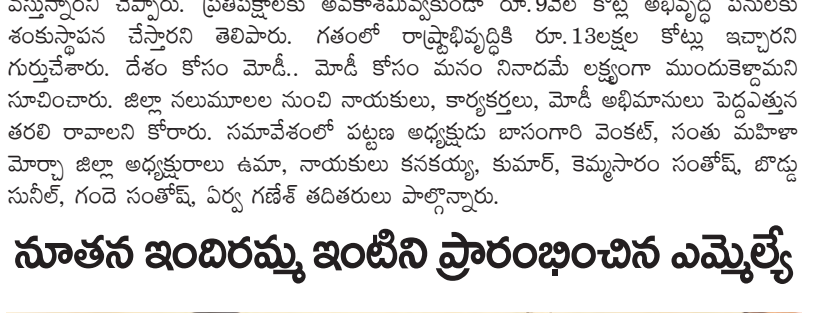 వస్తున్నారని చెప్పారు. ప్రతిపక్షాలకు అవకాశమివ్వకుండా రూ.9వేల కోట్ల అభివృద్ధి పనులకు
శంకుస్థాపన చేస్తారని తెలిపారు. గతంలో రాష్ట్రాభివృద్ధికి రూ.13లక్షల కోట్లు ఇచ్చారని
గుర్తుచేశారు. దేశం కోసం మోడీ.. మోడీ కోసం మనం నినాదమే లక్ష్యంగా ముందుకెళ్దామని
సూచించారు. జిల్లా నలుమూలల నుంచి నాయకులు, కార్యకర్తలు, మోడీ అభిమానులు పెద్దఎత్తున
తరలి రావాలని కోరారు. సమావేశంలో పట్టణ అధ్యక్షుడు బాసంగారి వెంకట్, సంతు మహిళా
మోర్చా జిల్లా అధ్యక్షురాలు ఉమా, నాయకులు కనకయ్య, కుమార్, కెమ్మసారం సంతోష్, బొడ్డు
సునీల్, గందె సంతోష్, ఏర్వ గణేశ్ తదితరులు పాల్గొన్నారు.
నూతన ఇందిరమ్మ ఇంటిని ప్రారంభించిన ఎమ్మెల్యే